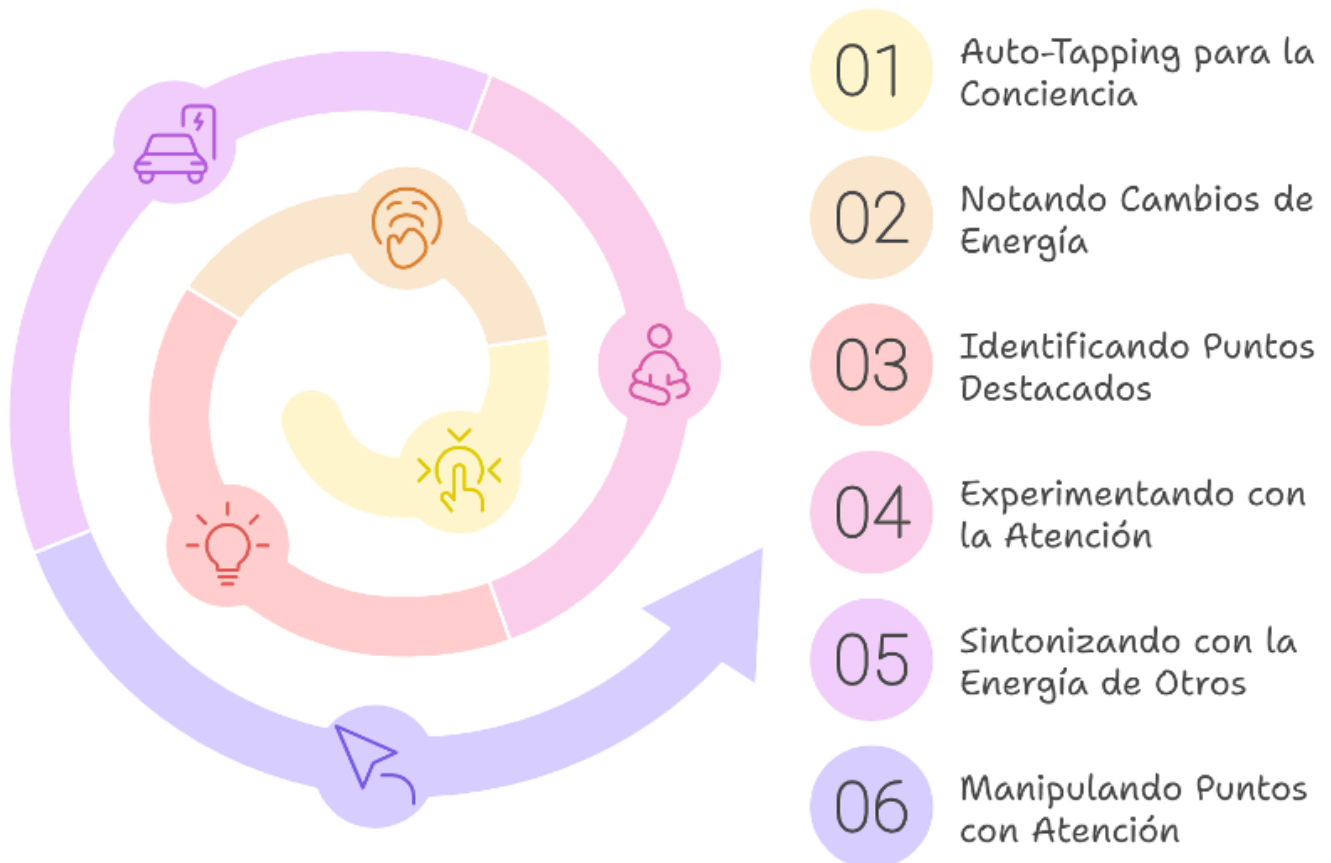 01
Auto-Tapping para la
Conciencia
02
Notando Cambios de
Energía
03
Identificando Puntos
Destacados
04
Experimentando con
la Atención
05
Sintonizando con la
Energía de Otros
06
Manipulando Puntos
con Atención